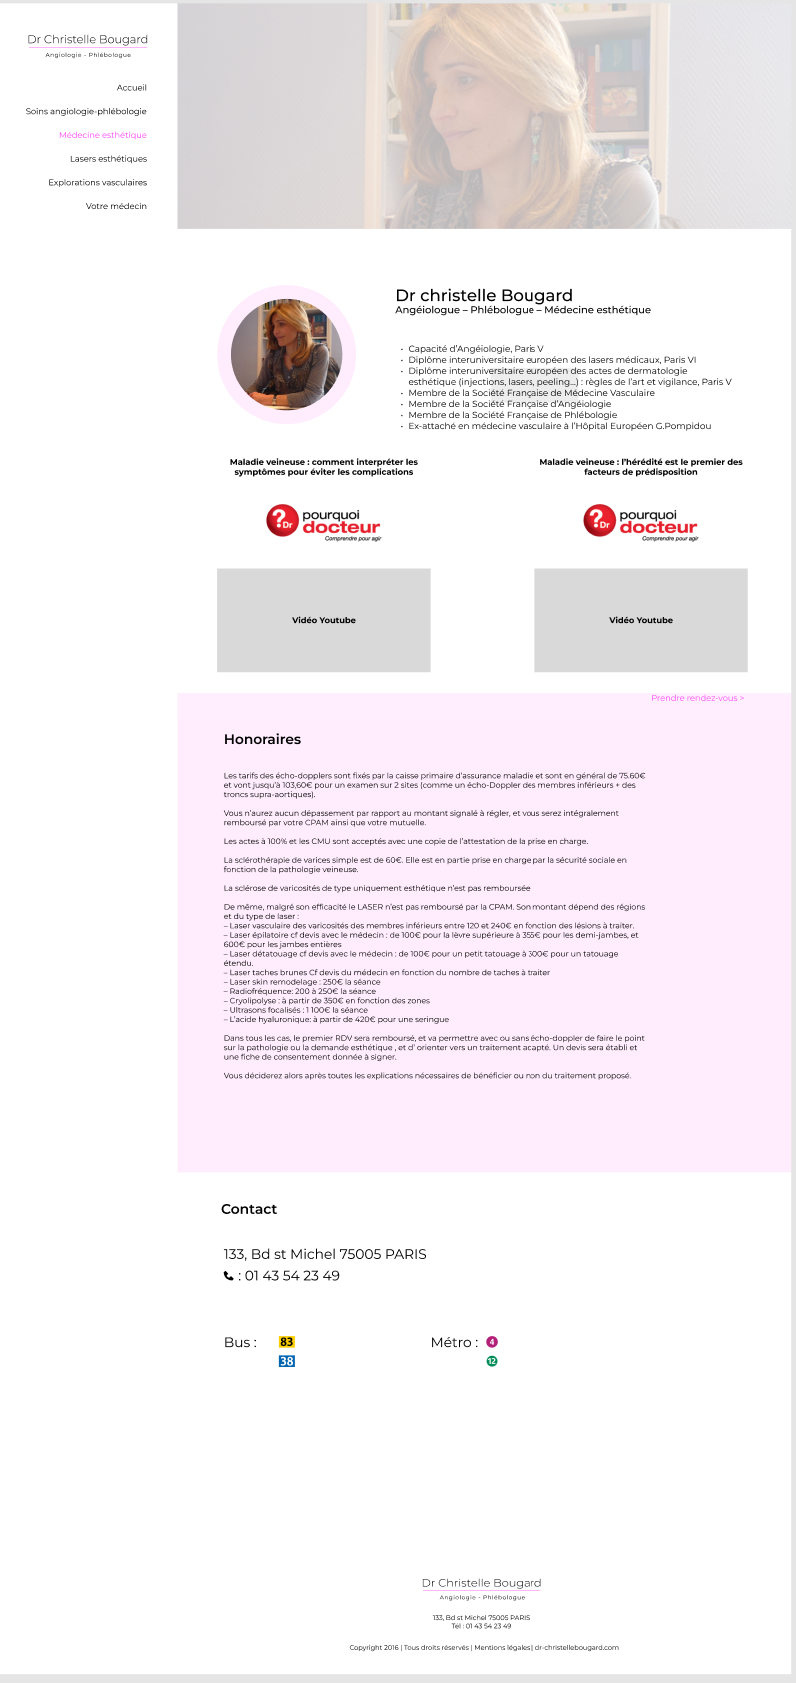 Dr Christelle Bougard
Angiologie - Phlébologue
Accueil
Soins angiologie-phlébologie
Médecine esthétique
Lasers esthétiques
Explorations vasculaires
Votre médecin
Dr christelle Bougard
Angéiologue – Phlébologue – Médecine esthétique
• Capacité d'Angéiologie, Paris V
• Diplôme interuniversitaire européen des lasers médicaux, Paris VI
• Diplôme interuniversitaire européen des actes de dermatologie
esthétique (injections, lasers, peeling...) : règles de l'art et vigilance, Paris V
• Membre de la Société Française de Médecine Vasculaire
• Membre de la Société Française d'Angéiologie
• Membre de la Société Française de Phlébologie
• Ex-attaché en médecine vasculaire à l'Hôpital Européen G.Pompidou
Maladie veineuse : comment interpréter les
symptômes pour éviter les complications
?Dr pourquoi
docteur
Comprendre pour agir
Vidéo Youtube
Maladie veineuse : l'hérédité est le premier des
facteurs de prédisposition
?Dr pourquoi
docteur
Comprendre pour agir
Vidéo Youtube
Prendre rendez-vous >
Honoraires
Les tarifs des écho-dopplers sont fixés par la caisse primaire d'assurance maladie et sont en général de 75.60€
et vont jusqu'à 103,60€ pour un examen sur 2 sites (comme un écho-Doppler des membres inférieurs + des
troncs supra-aortiques).
Vous n'aurez aucun dépassement par rapport au montant signalé à régler, et vous serez intégralement
remboursé par votre CPAM ainsi que votre mutuelle.
Les actes à 100% et les CMU sont acceptés avec une copie de l'attestation de la prise en charge.
La sclérothérapie de varices simple est de 60€. Elle est en partie prise en charge par la sécurité sociale en
fonction de la pathologie veineuse.
La sclérose de varicosités de type uniquement esthétique n'est pas remboursée
De même, malgré son efficacité le LASER n'est pas remboursé par la CPAM. Son montant dépend des régions
et du type de laser :
– Laser vasculaire des varicosités des membres inférieurs entre 120 et 240€ en fonction des lésions à traiter.
– Laser épilatoire cf devis avec le médecin : de 100€ pour la lèvre supérieure à 355€ pour les demi-jambes, et
600€ pour les jambes entières
– Laser détatouage cf devis avec le médecin : de 100€ pour un petit tatouage à 300€ pour un tatouage
étendu.
– Laser taches brunes Cf devis du médecin en fonction du nombre de taches à traiter
– Laser skin remodelage : 250€ la séance
– Radiofréquence: 200 à 250€ la séance
– Cryolipolyse : à partir de 350€ en fonction des zones
– Ultrasons focalisés : 1 100€ la séance
– L'acide hyaluronique: à partir de 420€ pour une seringue
Dans tous les cas, le premier RDV sera remboursé, et va permettre avec ou sans écho-doppler de faire le point
sur la pathologie ou la demande esthétique , et d' orienter vers un traitement acapté. Un devis sera établi et
une fiche de consentement donnée à signer.
Vous déciderez alors après toutes les explications nécessaires de bénéficier ou non du traitement proposé.
Contact
133, Bd st Michel 75005 PARIS
: 01 43 54 23 49
Bus : 83
38
Métro : 4
12
Dr Christelle Bougard
Angiologie - Phlébologue
133, Bd st Michel 75005 PARIS
Tél : 01 43 54 23 49
Copyright 2016 | Tous droits réservés | Mentions légales| dr-christellebougard.com